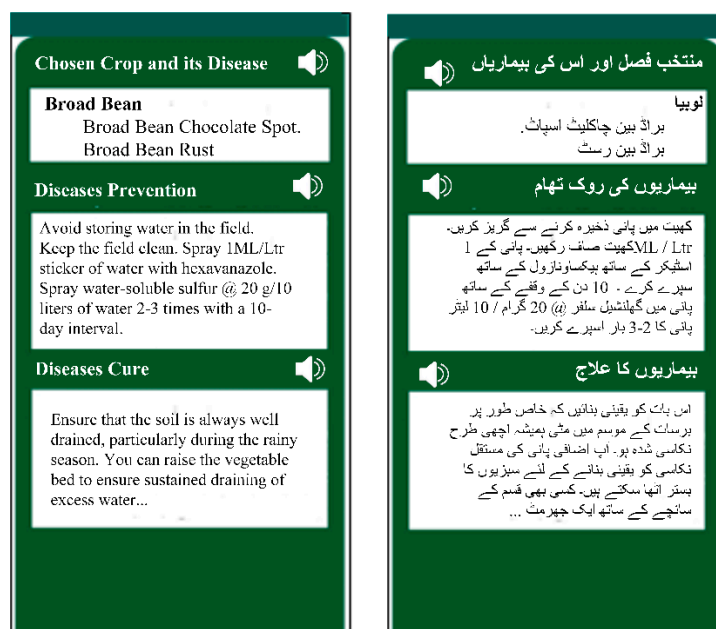 Chosen Crop and its Disease
Broad Bean
Broad Bean Chocolate Spot.
Broad Bean Rust
Diseases Prevention
Avoid storing water in the field.
Keep the field clean. Spray 1ML/Ltr
sticker of water with hexavanazole.
Spray water-soluble sulfur @ 20 g/10
liters of water 2-3 times with a 10-
day interval.
Diseases Cure
Ensure that the soil is always well
drained, particularly during the rainy
season. You can raise the vegetable
bed to ensure sustained draining of
excess water...
منتخب فصل اور اس کی بیماریاں
لوبیا
براڈ بین چاکلیٹ اسپاٹ.
براڈ بین رسٹ
بیماریوں کی روک تھام
کھیت میں پانی ذخیرہ کرنے سے گریز کریں۔
ML / Ltrکھیت صاف رکھیں۔ پانی کے 1
اسٹیکر کے ساتھ ہیکساونازول کے ساتھ
سپرے کرے ۔ 10 دن کے وقفے کے ساتھ
پانی میں گھلنشیل سلفر @ 20 گرام / 10 لیٹر
پانی کا 2-3 بار اسپرے کریں۔
بیماریوں کا علاج
اس بات کو یقینی بنائیں کہ خاص طور پر
برسات کے موسم میں مٹی ہمیشہ اچھی طرح
نکاسی شدہ ہو۔ آپ اضافی پانی کی مستقل
نکاسی کو یقینی بنانے کے لئے سبزیوں کا
بستر اٹھا سکتے ہیں۔ کسی بھی قسم کے
سانچے کے ساتھ ایک جھرمٹ ...